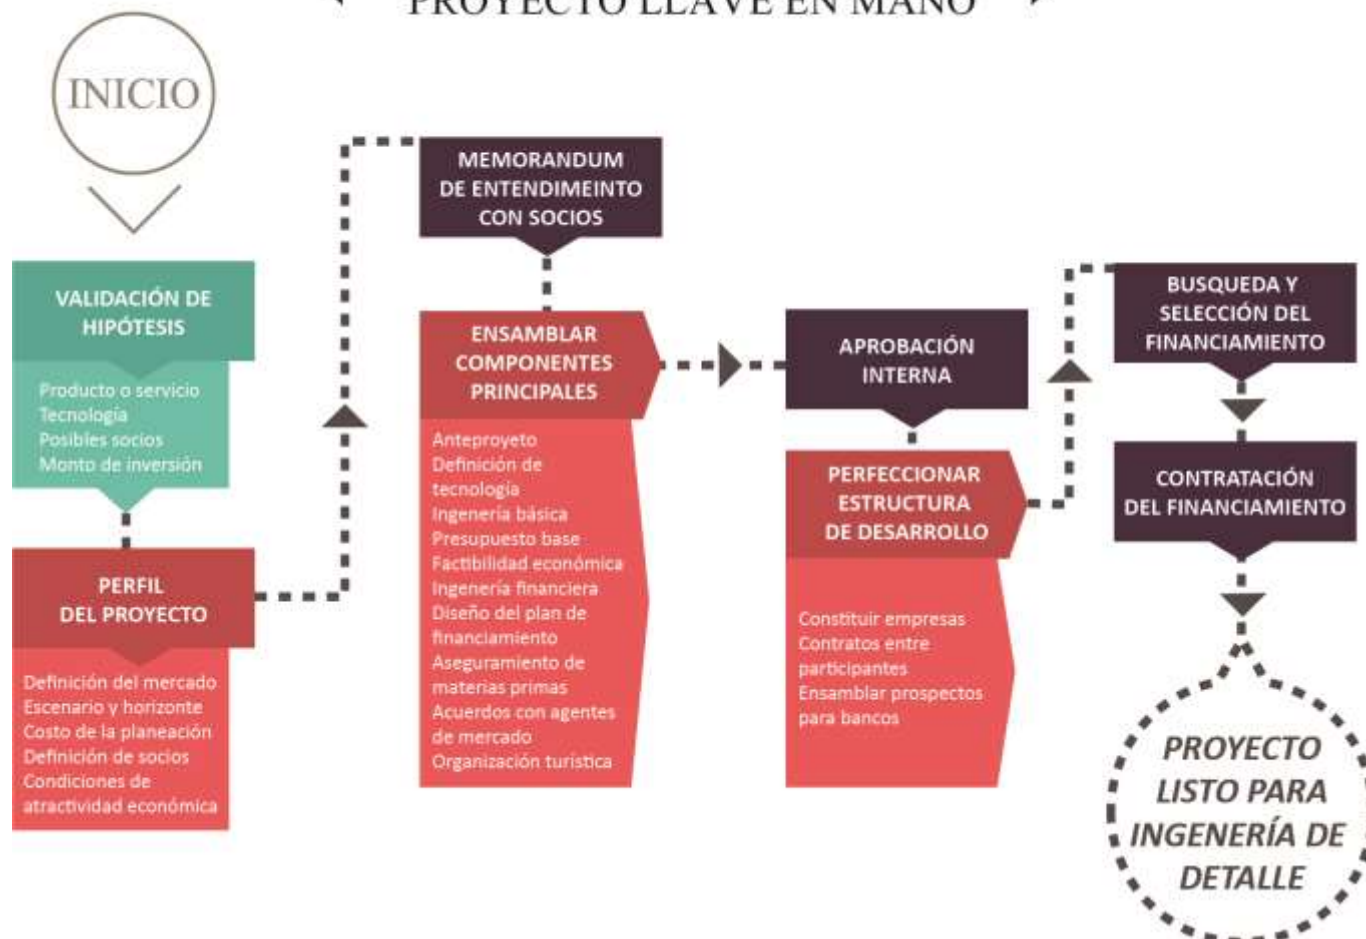 PROYECTO LLAVE EN MANO
INICIO
VALIDACIÓN DE
HIPÓTESIS
Producto o servicio
Tecnología
Posibles socios
Monto de inversión
PERFIL
DEL PROYECTO
Definición del mercado
Escenario y horizonte
Costo de la planeación
Definición de socios
Condiciones de
atractividad económica
MEMORANDUM
DE ENTENDIMEINTO
CON SOCIOS
ENSAMBLAR
COMPONENTES
PRINCIPALES
Anteproyeto
Definición de
tecnología
Ingenería básica
Presupuesto base
Factibilidad económica
Ingenería financiera
Diseño del plan de
financiamiento
Aseguramiento de
materias primas
Acuerdos con agentes
de mercado
Organización turística
APROBACIÓN
INTERNA
PERFECCIONAR
ESTRUCTURA
DE DESARROLLO
Constituir empresas
Contratos entre
participantes
Ensamblar prospectos
para bancos
BUSQUEDA Y
SELECCIÓN DEL
FINANCIAMIENTO
CONTRATACIÓN
DEL FINANCIAMIENTO
PROYECTO
LISTO PARA
INGENERÍA DE
DETALLE